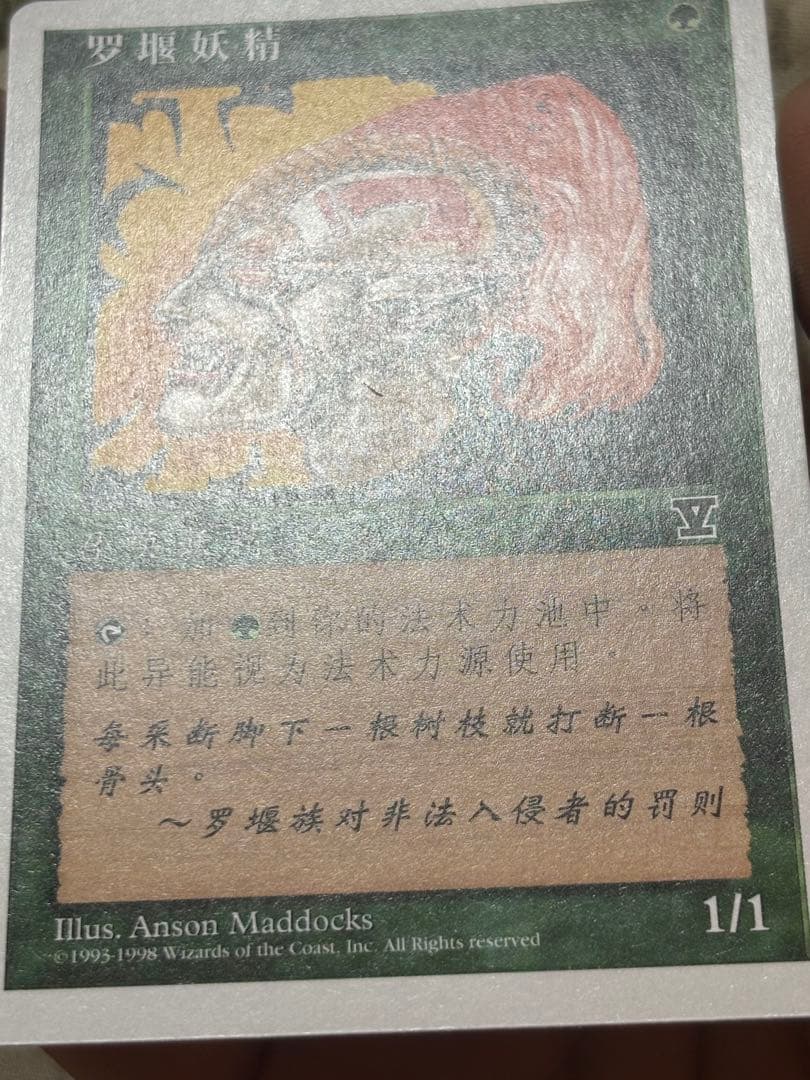 罗堰妖精
V
:加 到你的法术力池中。将
此异能视为法术力源使用。
每采断脚下一根树枝就打断一根
骨头。
~罗堰族对非法入侵者的罚则
Illus. Anson Maddocks
1/1
©1993-1998 Wizards of the Coast, Inc. All Rights reserved